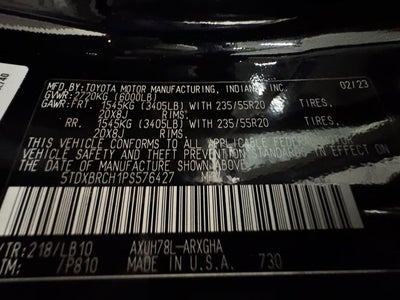 MFD.BY:TOYOTA MOTOR MANUFACTURING, INDIANA INC.
GVWR: 2720KG (6000LB) 02/23
GAWR:FRT. 1545KG (3405LB) WITH 235/55R20 TIRES,
20X8J RIMS,
RR. 1545KG (3405LB) WITH 235/55R20 TIRES,
20X8J RIMS,
THIS VEHICLE CONFORMS TO ALL APPLICABLE FEDERAL MOTOR
VEHICLE SAFETY AND THEFT PREVENTION STANDARDS IN EFFECT ON
THE DATE OF MANUFACTURE SHOWN ABOVE.
5TDXBRCH1PS576427
/TR:218/LB10 AXUH78L-ARXGHA
TM: /P810 MADE IN U.S.A. 730